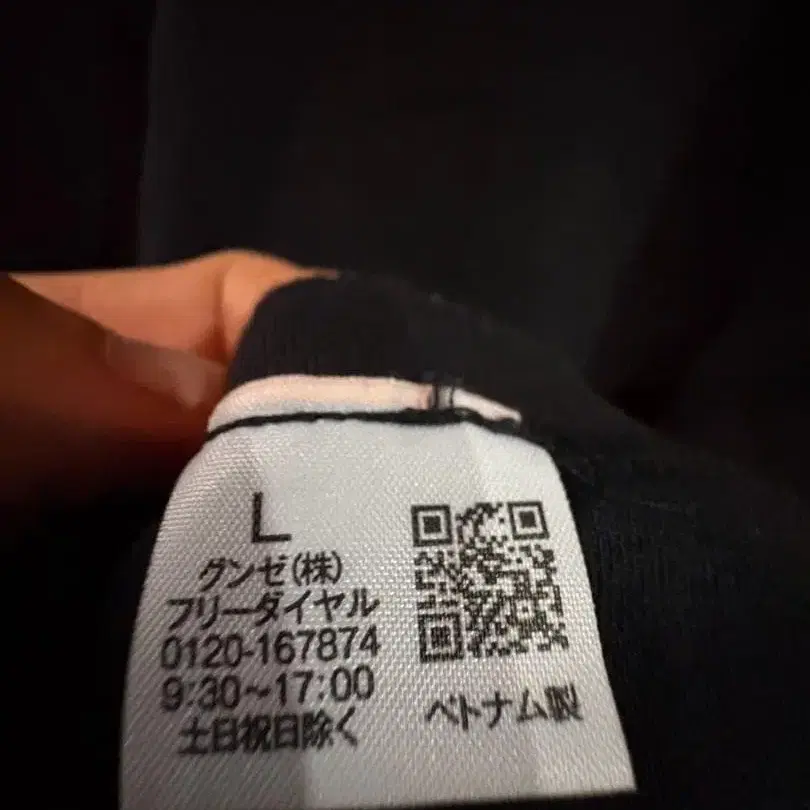 L
グンゼ(株)
フリーダイヤル
0120-167874
9:30~17:00
土日祝日除く
ベトナム製